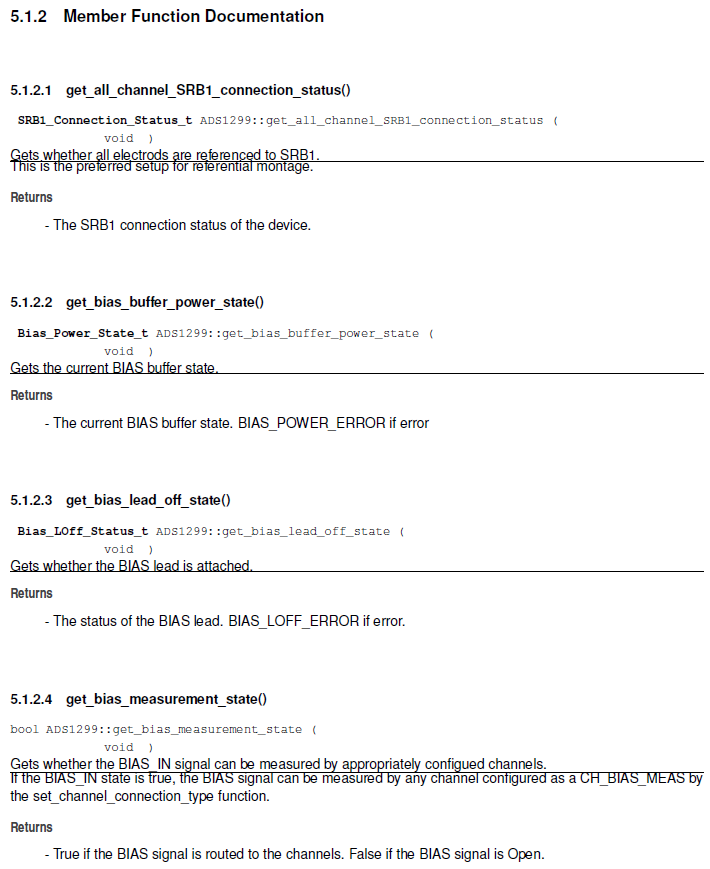 5.1.2 Member Function Documentation
5.1.2.1 get_all_channel_SRB1_connection_status()
SRB1_Connection_Status_t ADS1299::get_all_channel_SRB1_connection_status (
void )
Gets whether all electrods are referenced to SRB1.
This is the preferred setup for referential montage.
Returns
- The SRB1 connection status of the device.
5.1.2.2 get_bias_buffer_power_state()
Bias_Power_State_t ADS1299::get_bias_buffer_power_state (
void )
Gets the current BIAS buffer state.
Returns
- The current BIAS buffer state. BIAS_POWER_ERROR if error
5.1.2.3 get_bias_lead_off_state()
Bias_LOff_Status_t ADS1299::get_bias_lead_off_state (
void )
Gets whether the BIAS lead is attached.
Returns
- The status of the BIAS lead. BIAS_LOFF_ERROR if error.
5.1.2.4 get_bias_measurement_state()
bool ADS1299::get_bias_measurement_state (
void )
Gets whether the BIAS_IN signal can be measured by appropriately configued channels.
If the BIAS_IN state is true, the BIAS signal can be measured by any channel configured as a CH_BIAS_MEAS by
the set_channel_connection_type function.
Returns
- True if the BIAS signal is routed to the channels. False if the BIAS signal is Open.